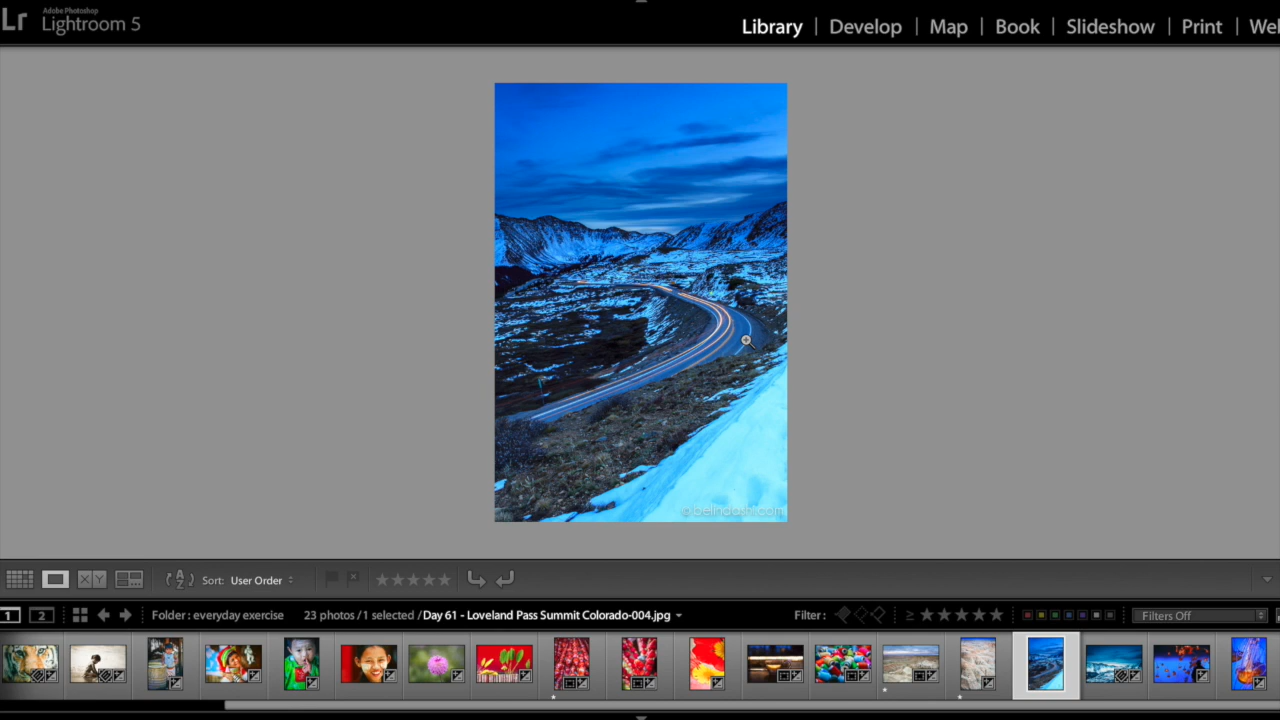 Lr Adobe Photoshop
Lightroom 5
Library | Develop | Map | Book | Slideshow | Print |
©belindashi.com
X Y A Z Sort: User Order
1 2 Folder : everyday exercise 23 photos / 1 selected / Day 61 - Loveland Pass Summit Colorado-004.jpg Filter : ≥ Filters Off